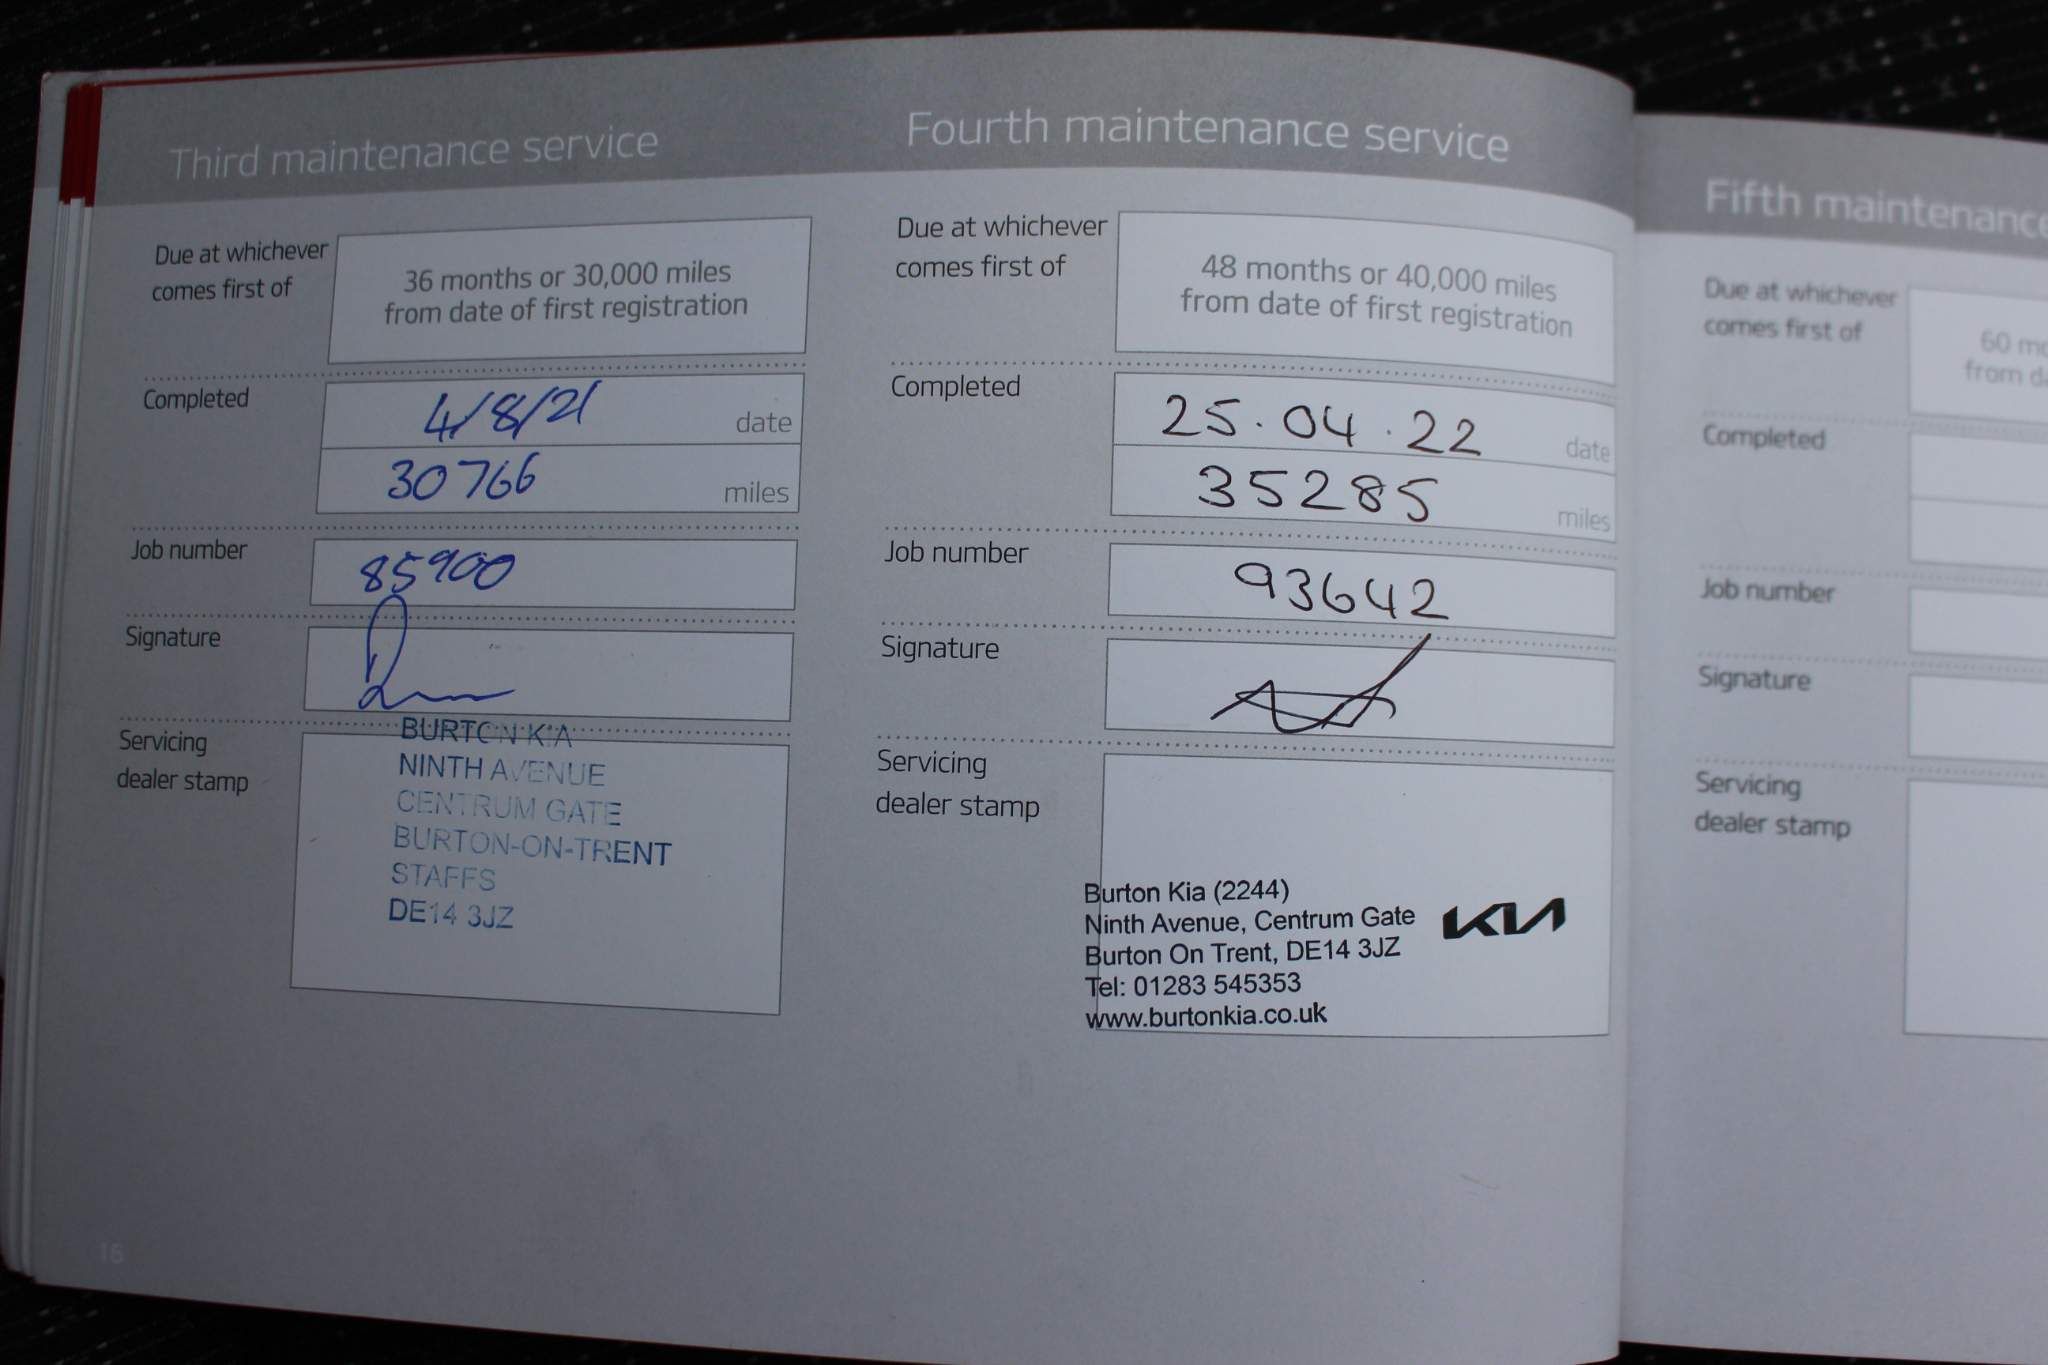 Third maintenance service
Due at whichever
comes first of
36 months or 30,000 miles
from date of first registration
Completed
4/8/21 date
30766 miles
Job number
85900
Signature
Servicing
dealer stamp
BURTON KIA
NINTH AVENUE
CENTRUM GATE
BURTON-ON-TRENT
STAFFS
DE14 3JZ
16
Fourth maintenance service
Due at whichever
comes first of
48 months or 40,000 miles
from date of first registration
Completed
25.04.22 date
35285 miles
Job number
93642
Signature
Servicing
dealer stamp
Burton Kia (2244)
Ninth Avenue, Centrum Gate
Burton On Trent, DE14 3JZ
Tel: 01283 545353
www.burtonkia.co.uk
KIA
Fifth maintenance
Due at whichever
comes first of
60 mo
from da
Completed
Job number
Signature
Servicing
dealer stamp